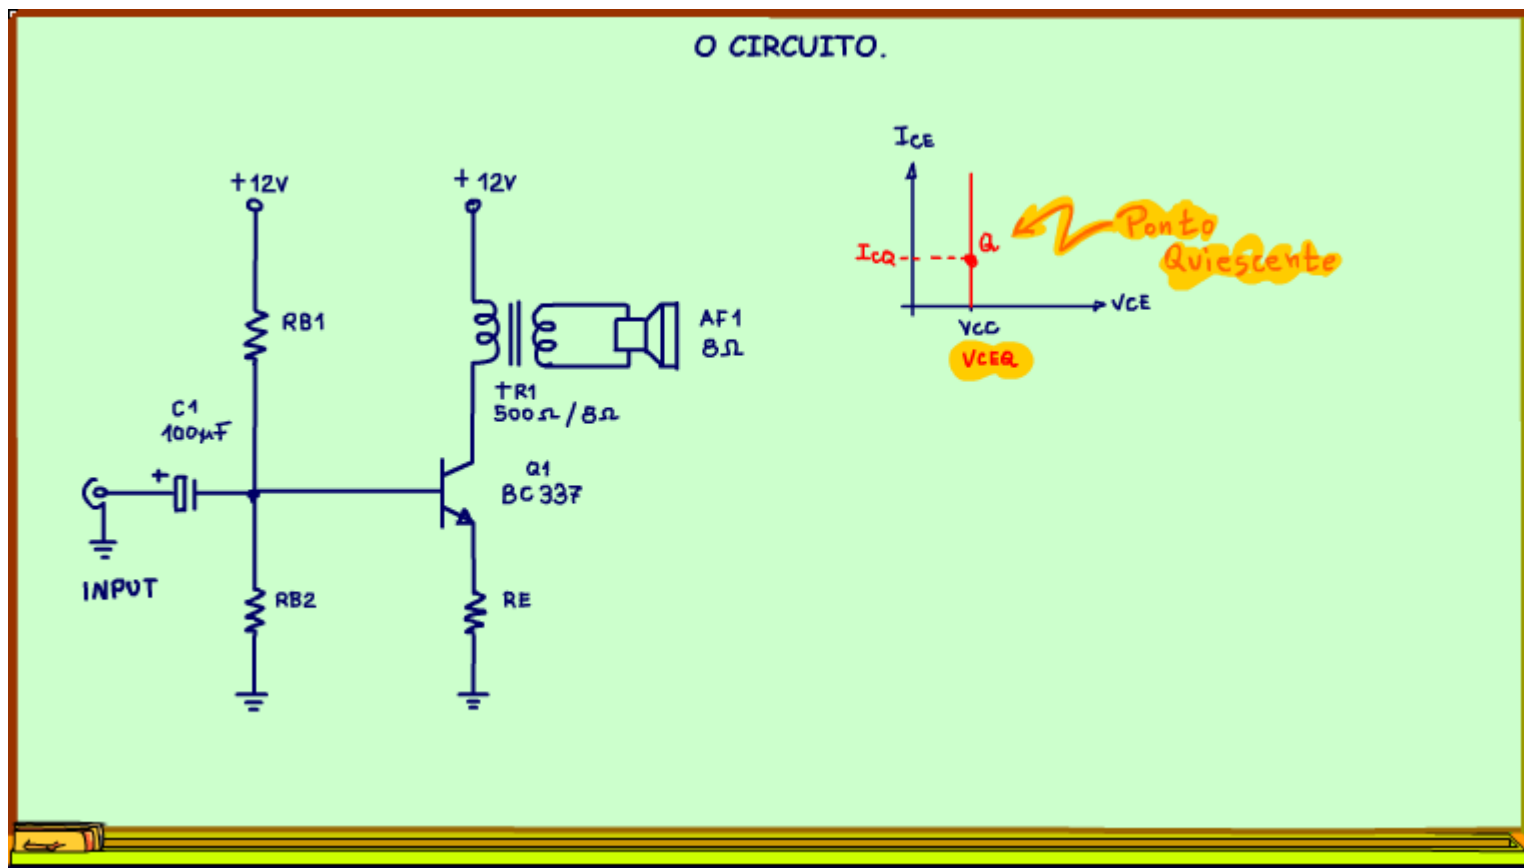 O CIRCUITO.
+12V
+12V
RB1
C1
100µF
+
INPUT
RB2
AF1
8Ω
TR1
500Ω/8Ω
Q1
BC337
RE
ICE
ICQ
Q
Ponto
Quiescente
VCE
VCC
VCEQ